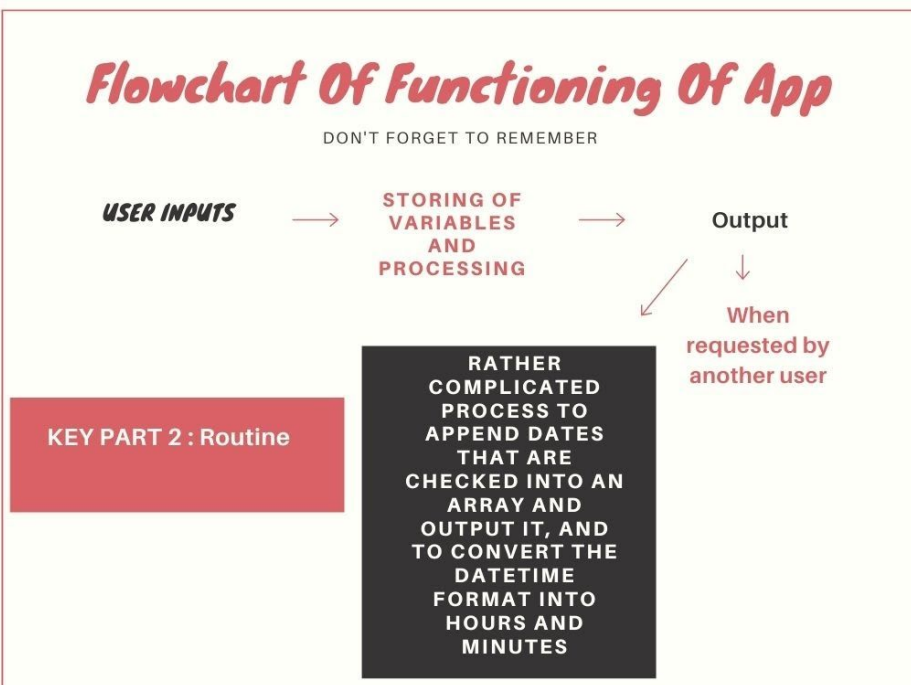 Flowchart Of Functioning Of App
DON'T FORGET TO REMEMBER
USER INPUTS
STORING OF
VARIABLES
AND
PROCESSING
Output
When
requested by
another user
KEY PART 2 : Routine
RATHER
COMPLICATED
PROCESS TO
APPEND DATES
THAT ARE
CHECKED INTO AN
ARRAY AND
OUTPUT IT, AND
TO CONVERT THE
DATETIME
FORMAT INTO
HOURS AND
MINUTES